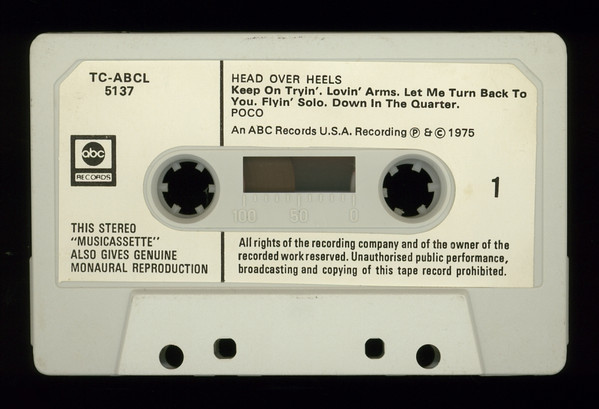 TC-ABCL
5137
abc
RECORDS
THIS STEREO
"MUSICASSETTE"
ALSO GIVES GENUINE
MONAURAL REPRODUCTION
HEAD OVER HEELS
Keep On Tryin'. Lovin' Arms. Let Me Turn Back To
You. Flyin' Solo. Down In The Quarter.
POCO
An ABC Records U.S.A. Recording ℗ & © 1975
1
100 50 0
All rights of the recording company and of the owner of the
recorded work reserved. Unauthorised public performance,
broadcasting and copying of this tape record prohibited.